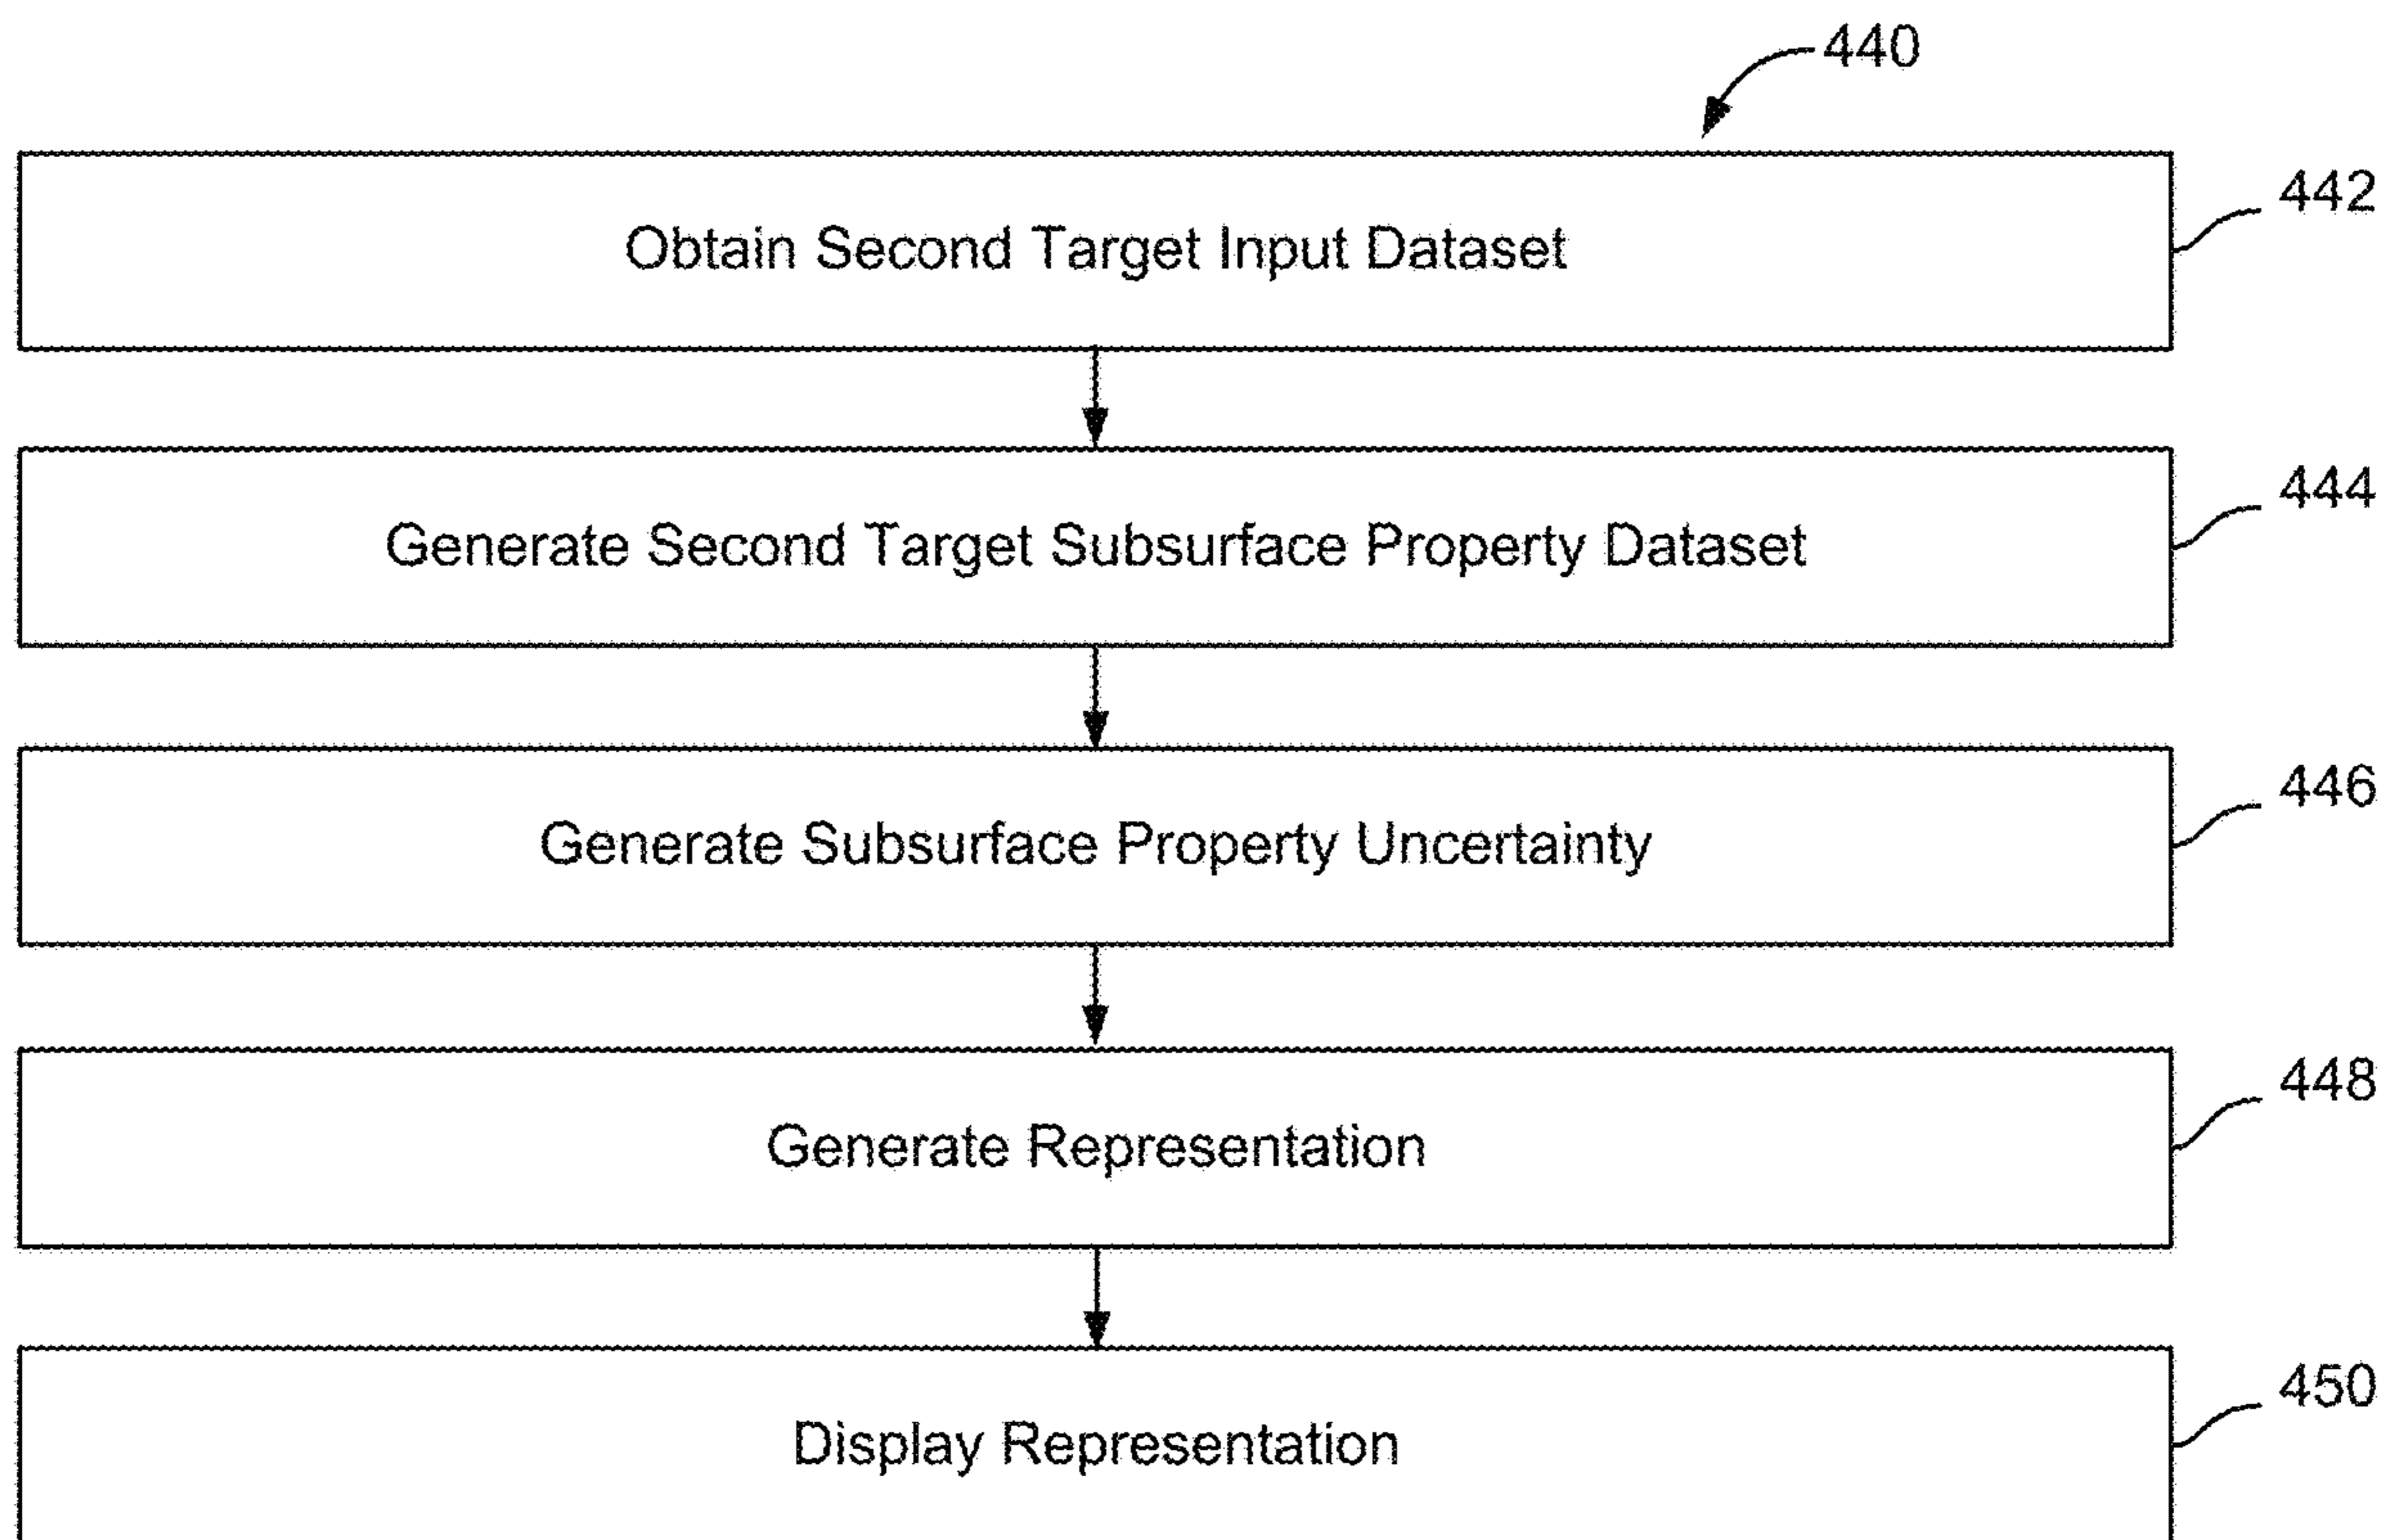 440
Obtain Second Target Input Dataset
442
Generate Second Target Subsurface Property Dataset
444
Generate Subsurface Property Uncertainty
446
Generate Representation
448
Display Representation
450